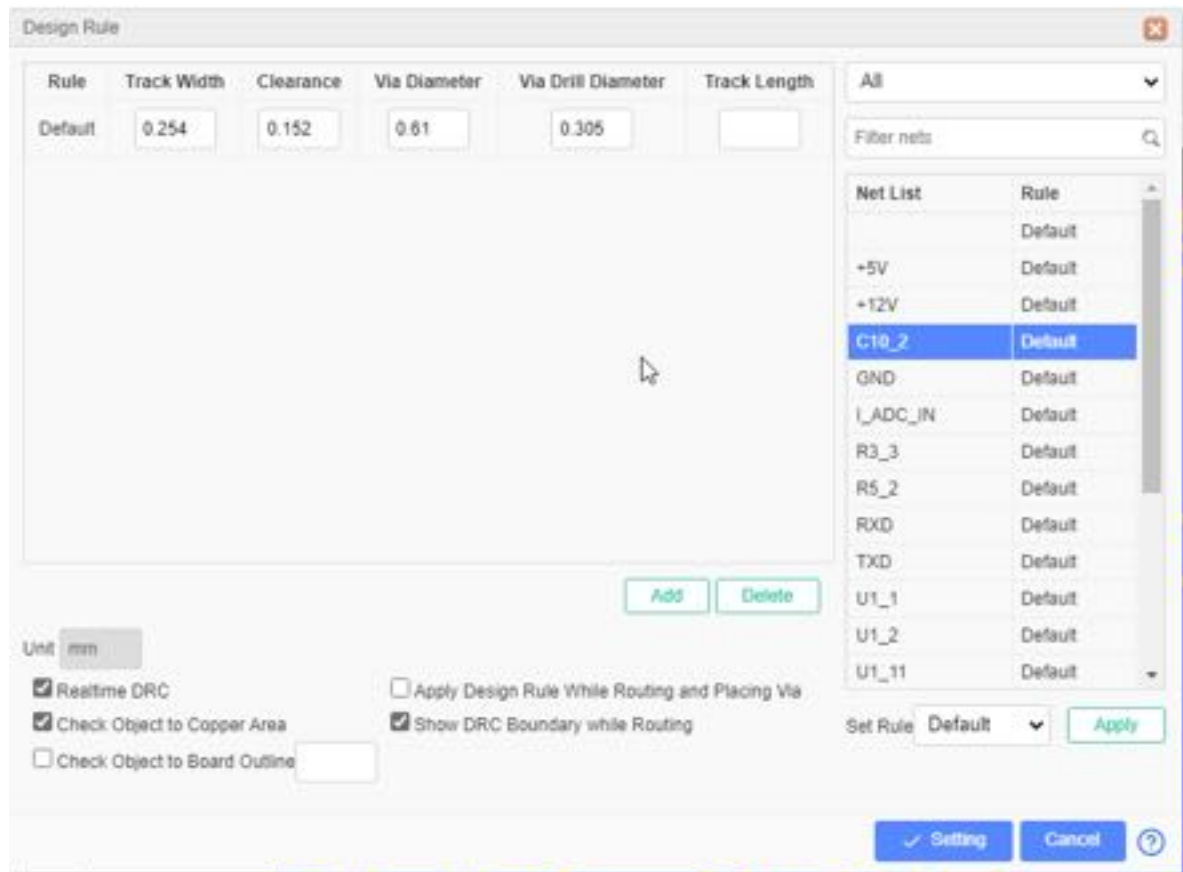 Design Rule
Rule Track Width Clearance Via Diameter Via Drill Diameter Track Length
Default 0.254 0.152 0.61 0.305
All
Filter nets
Net List Rule
Default
+5V Default
+12V Default
C10_2 Default
GND Default
I_ADC_IN Default
R3_3 Default
R5_2 Default
RXD Default
TXD Default
U1_1 Default
U1_2 Default
U1_11 Default
Add Delete
Unit mm
Realtime DRC
Apply Design Rule While Routing and Placing Via
Check Object to Copper Area
Show DRC Boundary while Routing
Check Object to Board Outline
Set Rule Default Apply
Setting Cancel ?